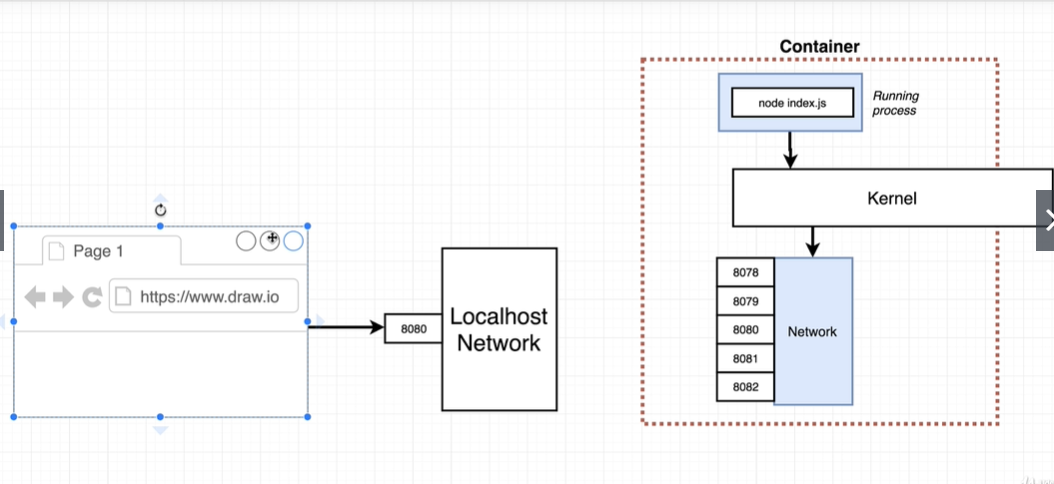 Container
node index.js
Running
process
Kernel
Page 1
https://www.draw.io
8080
Localhost
Network
8078
8079
8080
8081
8082
Network